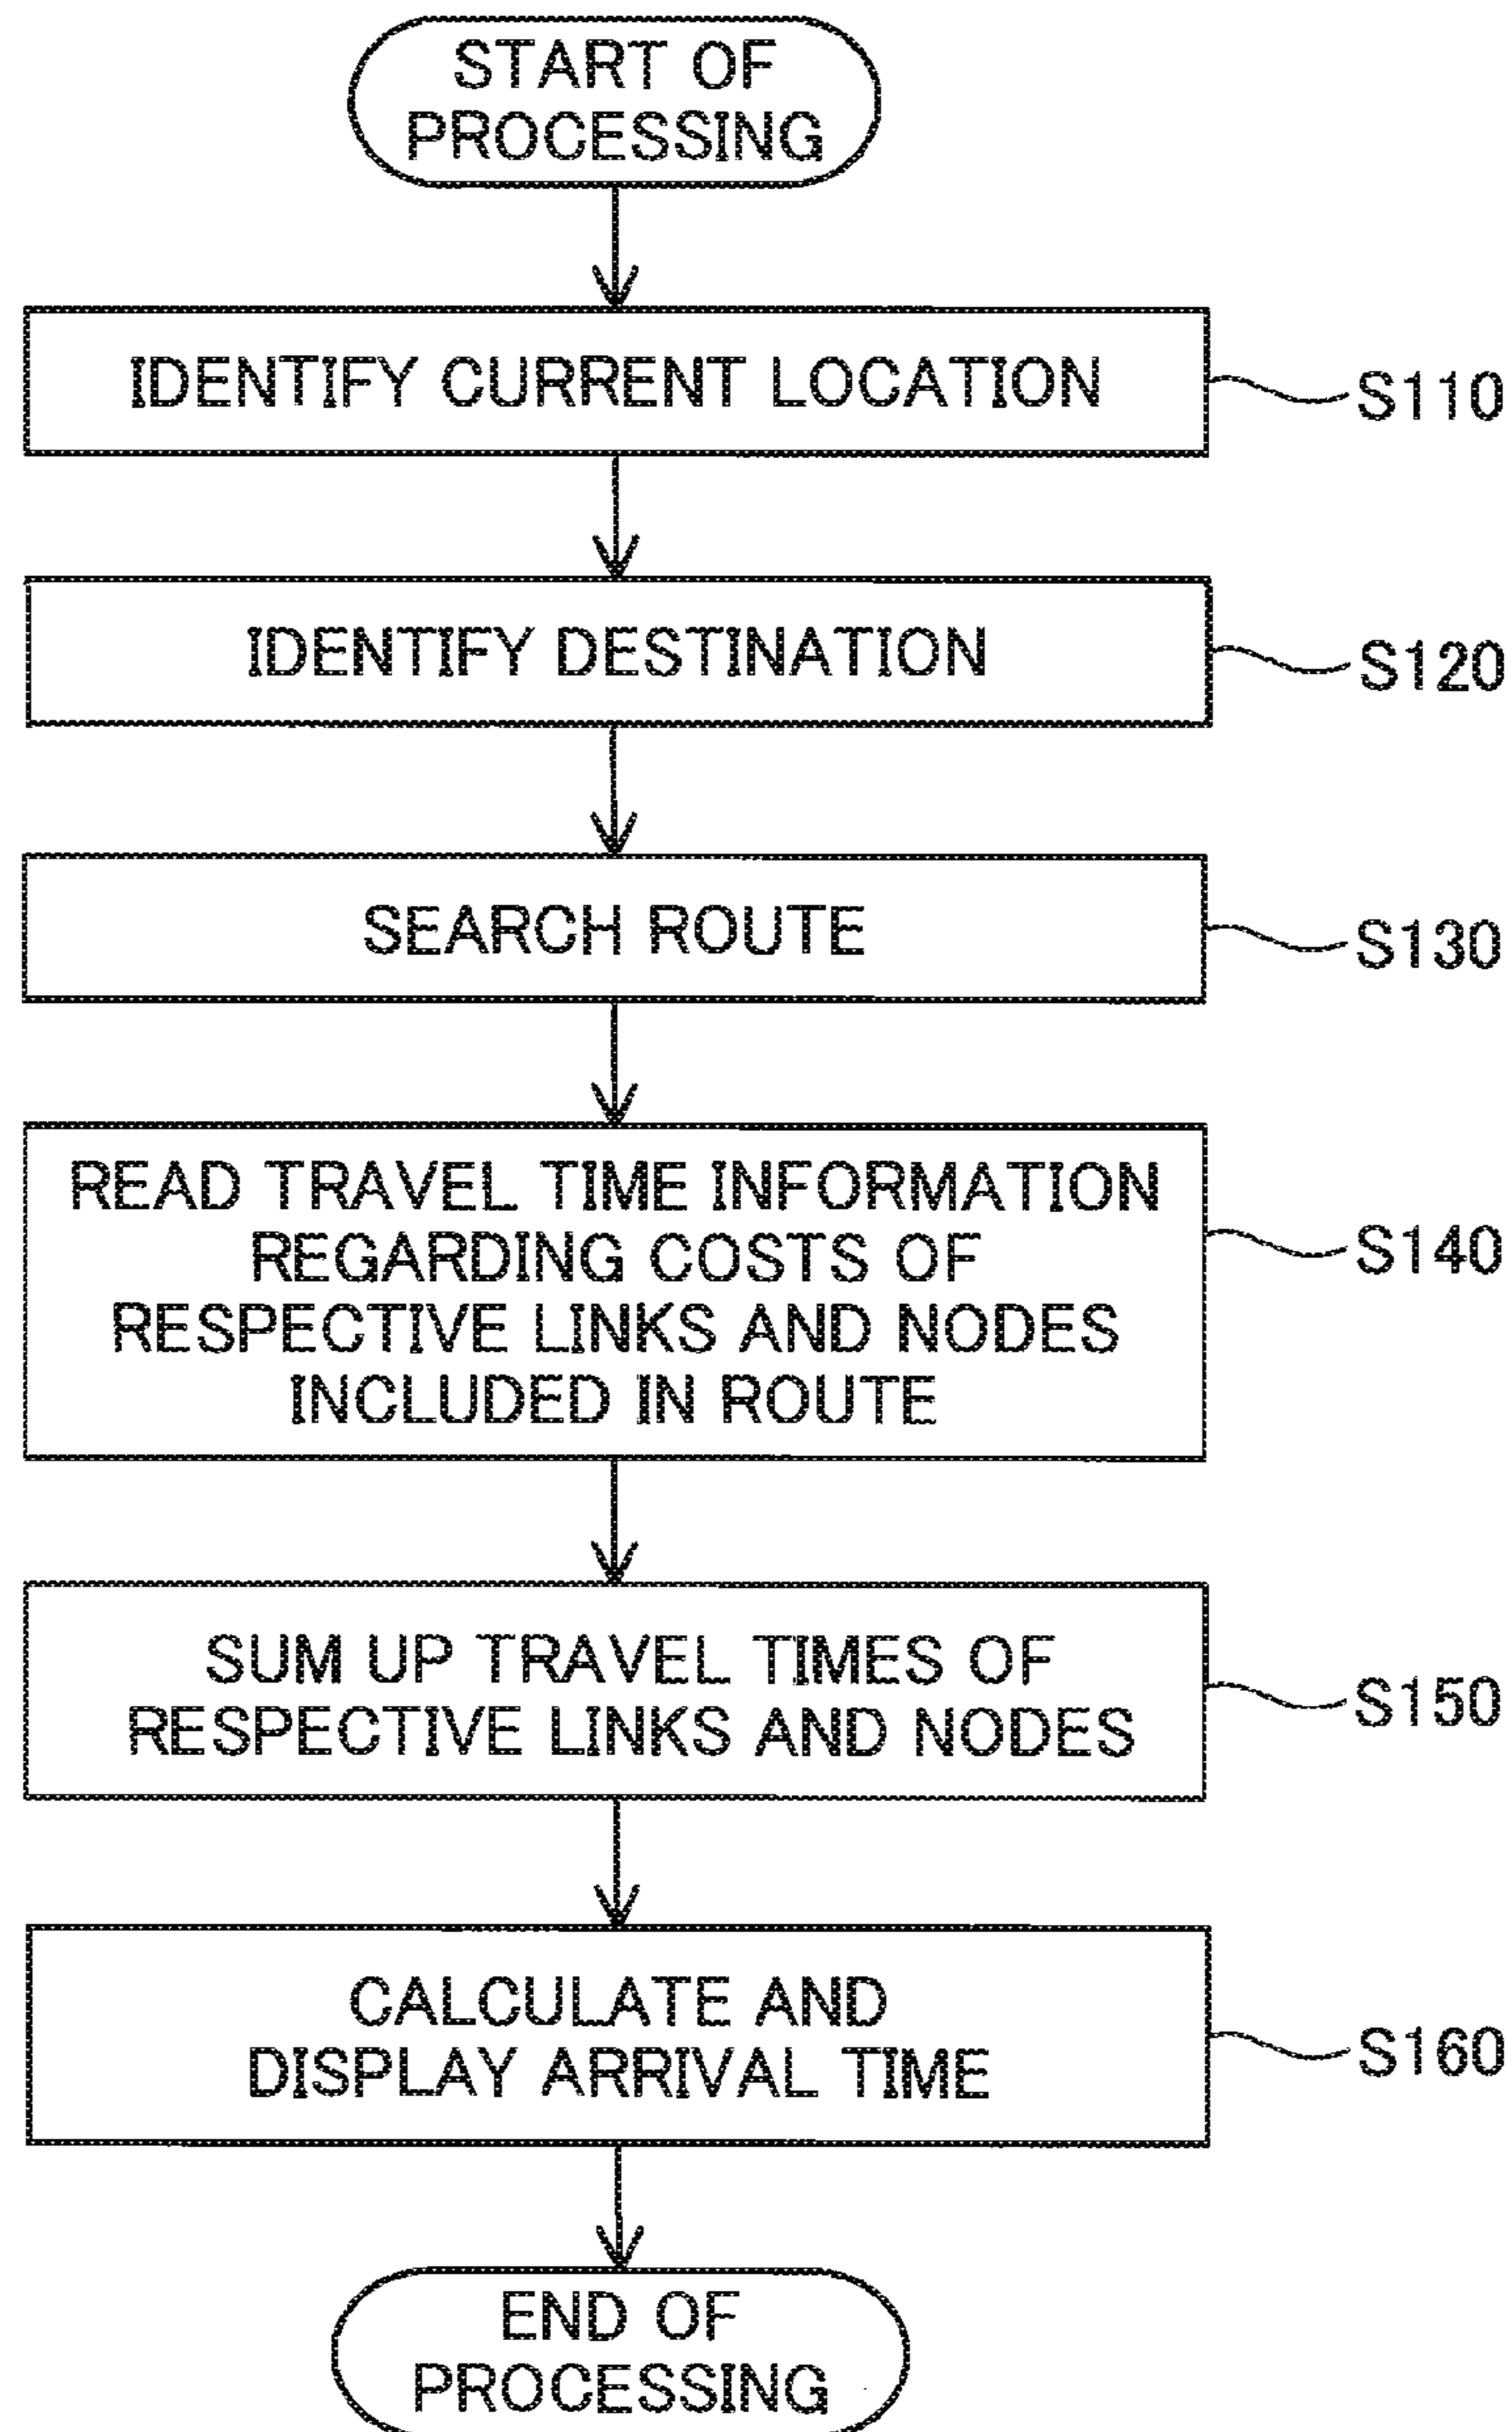 START OF
PROCESSING
IDENTIFY CURRENT LOCATION
S110
IDENTIFY DESTINATION
S120
SEARCH ROUTE
S130
READ TRAVEL TIME INFORMATION
REGARDING COSTS OF
RESPECTIVE LINKS AND NODES
INCLUDED IN ROUTE
S140
SUM UP TRAVEL TIMES OF
RESPECTIVE LINKS AND NODES
S150
CALCULATE AND
DISPLAY ARRIVAL TIME
S160
END OF
PROCESSING